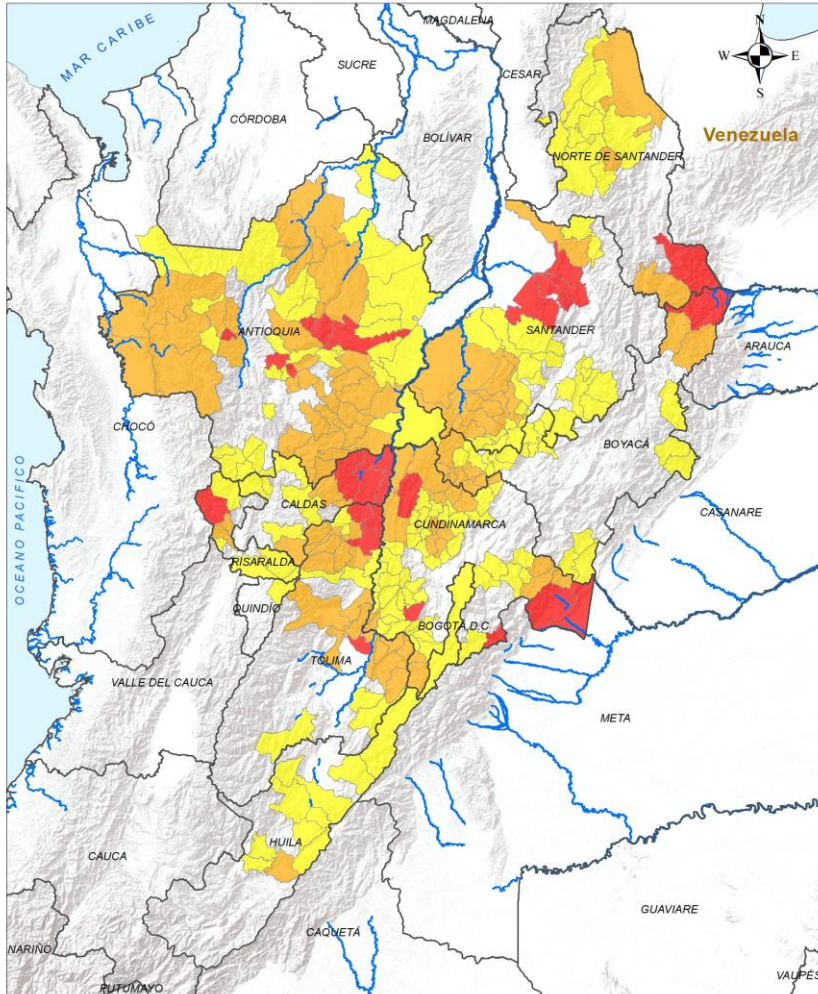 MAGDALENA
MAR CARIBE
SUCRE
CESAR
N
W E
S
CÓRDOBA
BOLÍVAR
Venezuela
NORTE DE SANTANDER
ANTIOQUIA
SANTANDER
ARAUCA
CHOCÓ
BOYACÁ
CALDAS
CUNDINAMARCA
CASANARE
OCEANO PACIFICO
RISARALDA
QUINDÍO
BOGOTÁ, D.C.
TOLIMA
VALLE DEL CAUCA
META
HUILA
CAUCA
GUAVIARE
CAQUETÁ
NARIÑO
PUTUMAYO
VAUPÉS